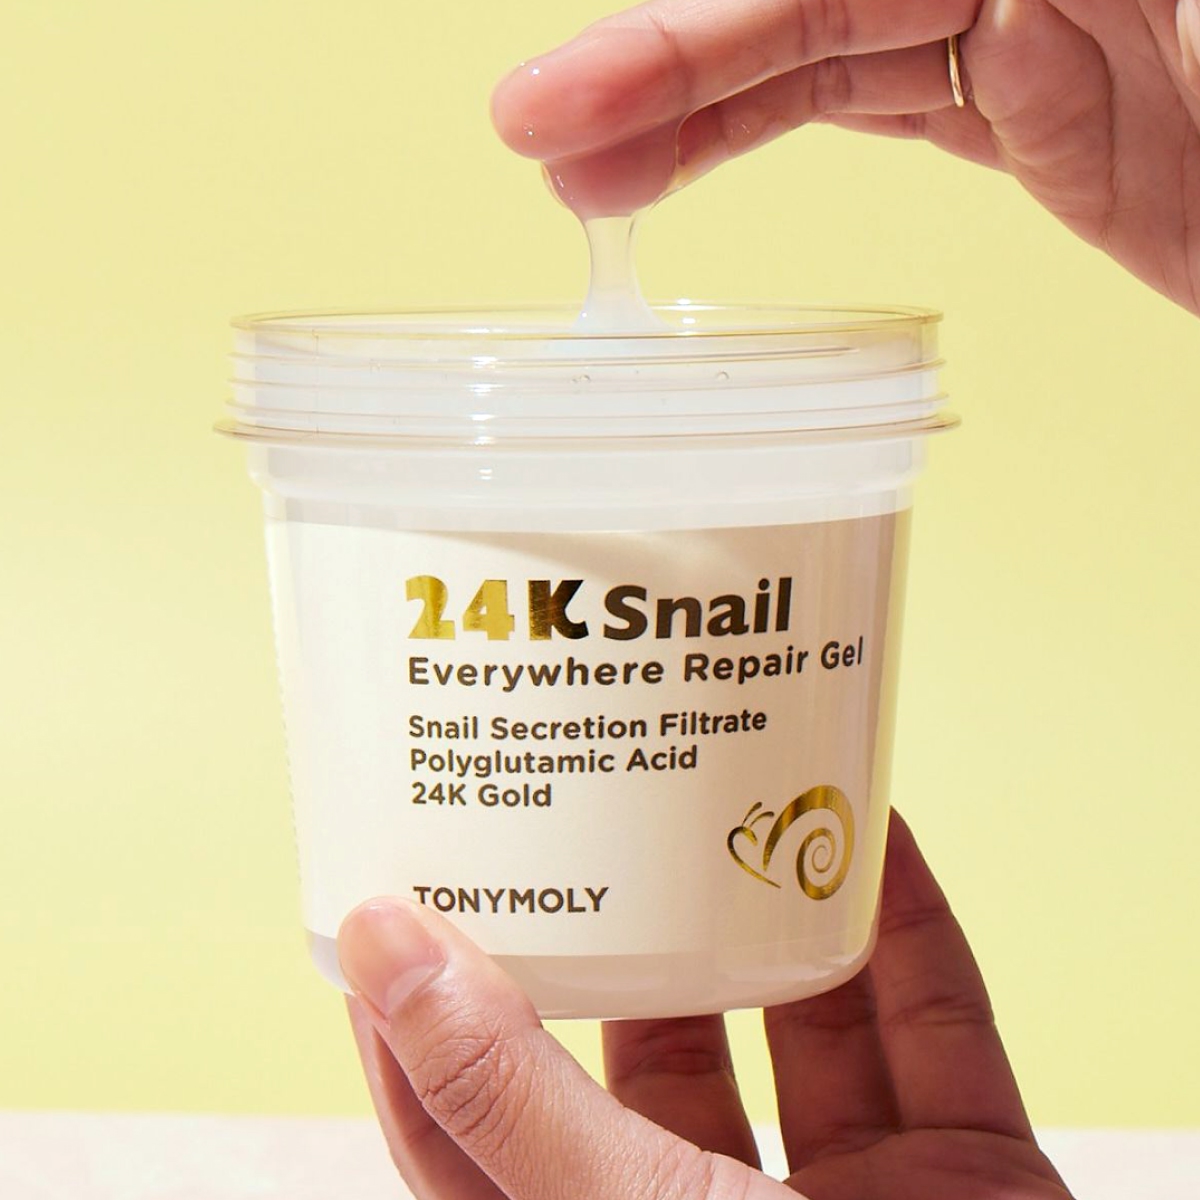 24K Snail
Everywhere Repair Gel
Snail Secretion Filtrate
Polyglutamic Acid
24K Gold
TONYMOLY